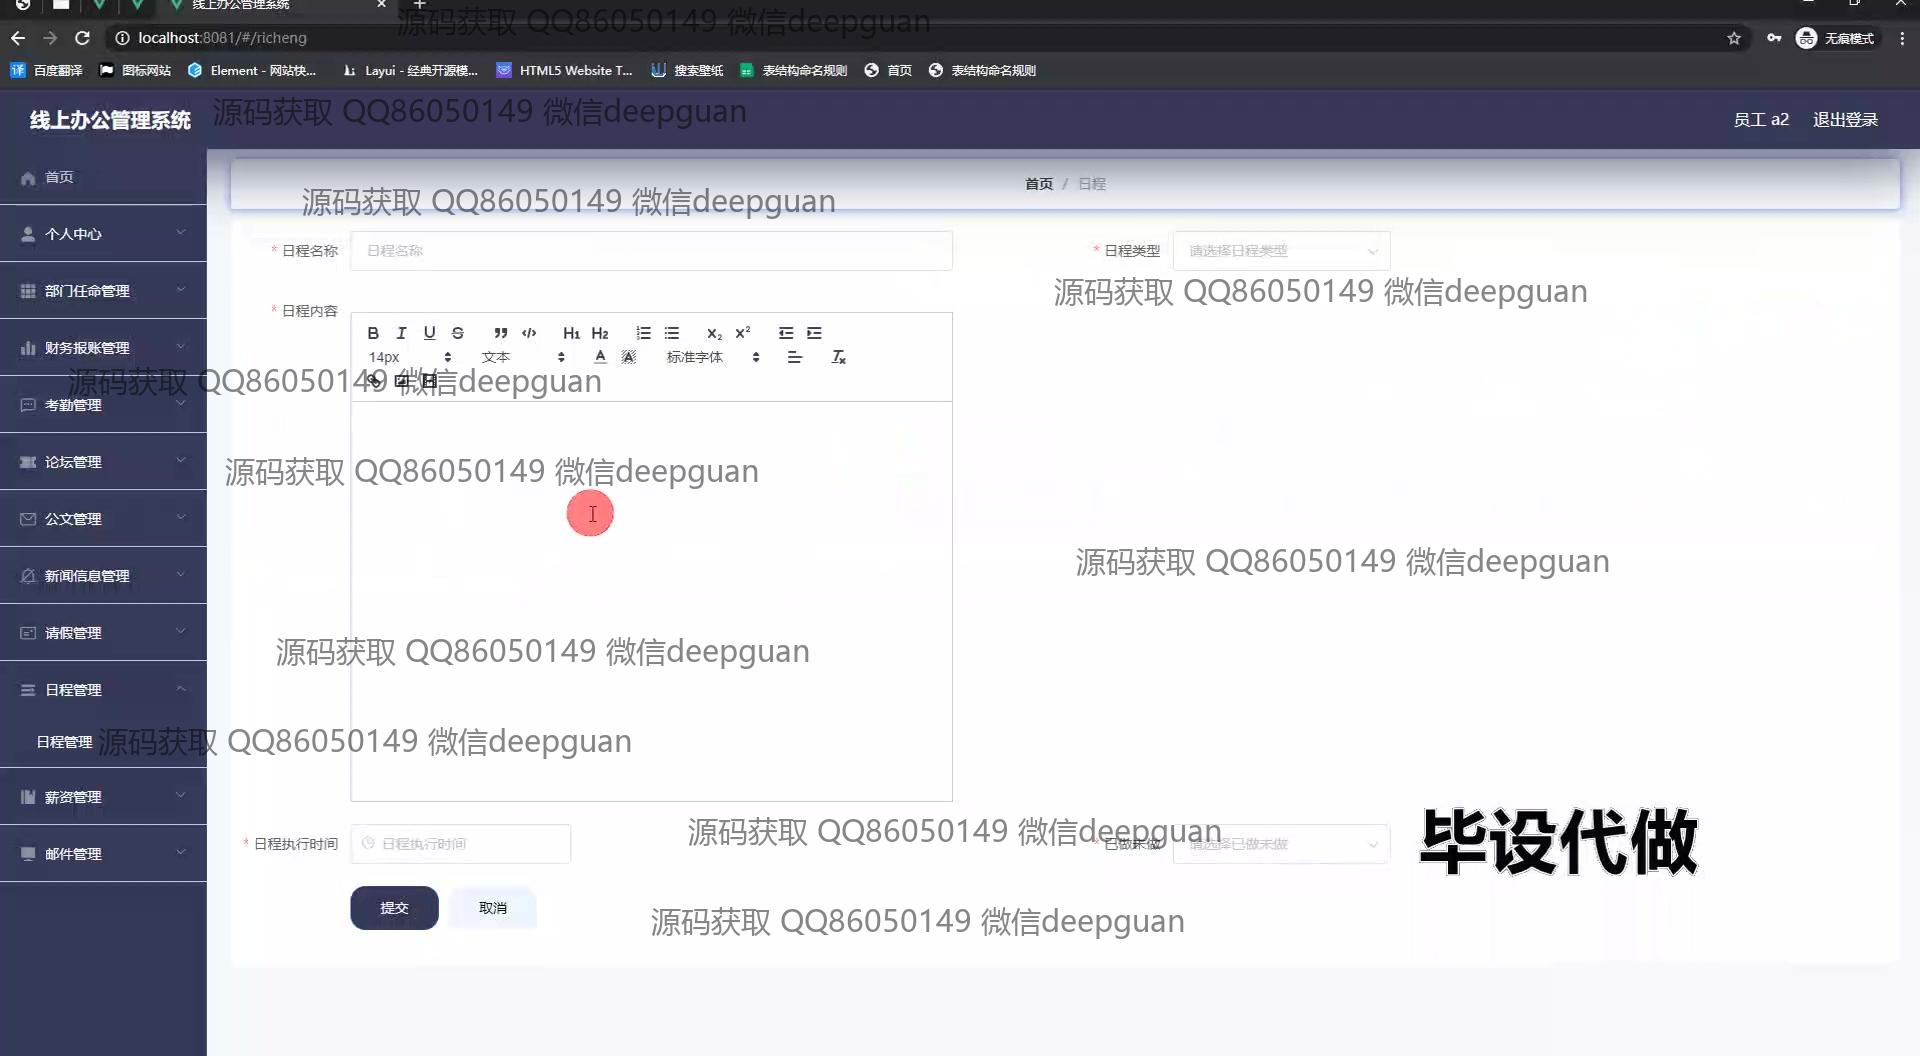 线上办公管理系统
源码获取 QQ86050149 微信deepguan
localhost:8081/#/richeng
无痕模式
百度翻译 图标网站 Element - 网站快... Layui - 经典开源模... HTML5 Website T... 搜索壁纸 表结构命名规则 首页 表结构命名规则
线上办公管理系统 源码获取 QQ86050149 微信deepguan
员工 a2 退出登录
首页
首页 / 日程
源码获取 QQ86050149 微信deepguan
个人中心
* 日程名称 日程名称
* 日程类型 请选择日程类型
部门任命管理
源码获取 QQ86050149 微信deepguan
* 日程内容
B I U S H1 H2 X2 X2
财务报账管理
14px 文本 A A 标准字体 Tx
源码获取 QQ86050149 微信deepguan
考勤管理
论坛管理
源码获取 QQ86050149 微信deepguan
公文管理
源码获取 QQ86050149 微信deepguan
新闻信息管理
请假管理
源码获取 QQ86050149 微信deepguan
日程管理
日程管理
源码获取 QQ86050149 微信deepguan
薪资管理
源码获取 QQ86050149 微信deepguan
* 日程执行时间 日程执行时间
* 已做未做 请选择已做未做
毕设代做
邮件管理
提交 取消
源码获取 QQ86050149 微信deepguan